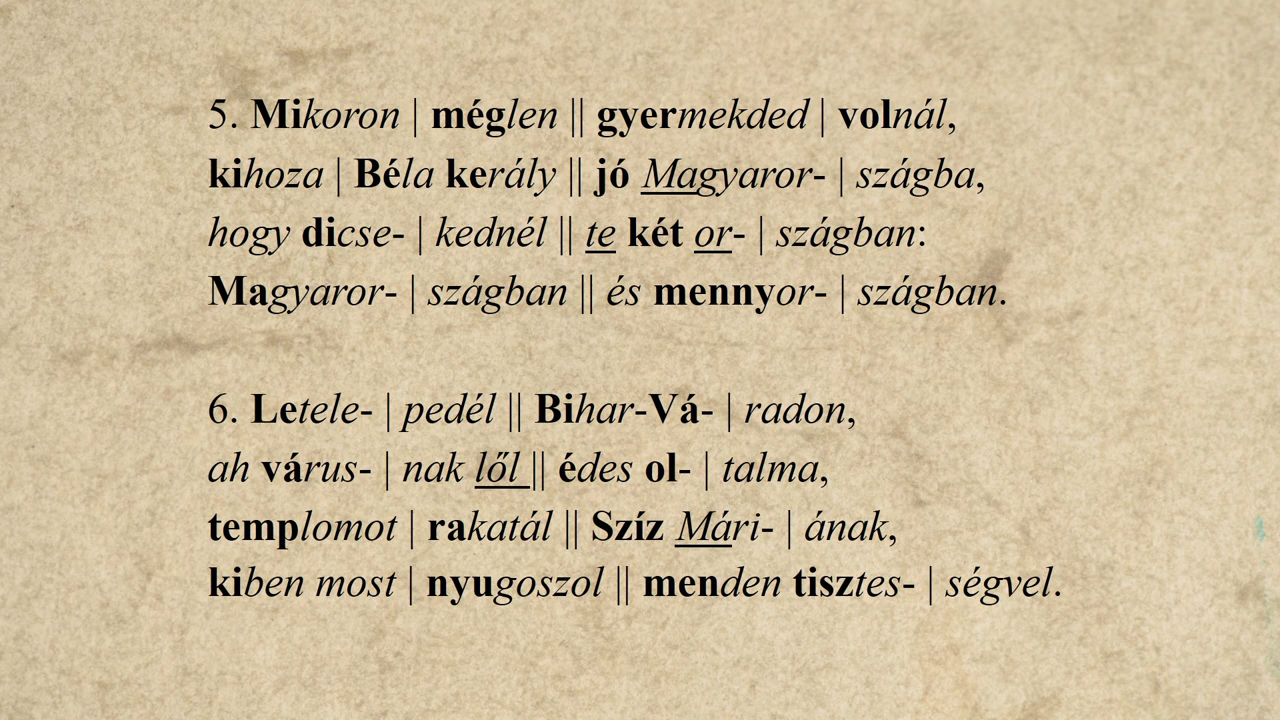 5. Mikoron | méglen || gyermekded | volnál,
kihoza | Béla kerály || jó Magyaror- | szágba,
hogy dicse- | kednél || te két or- | szágban:
Magyaror- | szágban || és mennyor- | szágban.
6. Letele- | pedél || Bihar-Vá- | radon,
ah várus- | nak lől || édes ol- | talma,
templomot | rakatál || Szíz Mári- | ának,
kiben most | nyugoszol || menden tisztes- | ségvel.